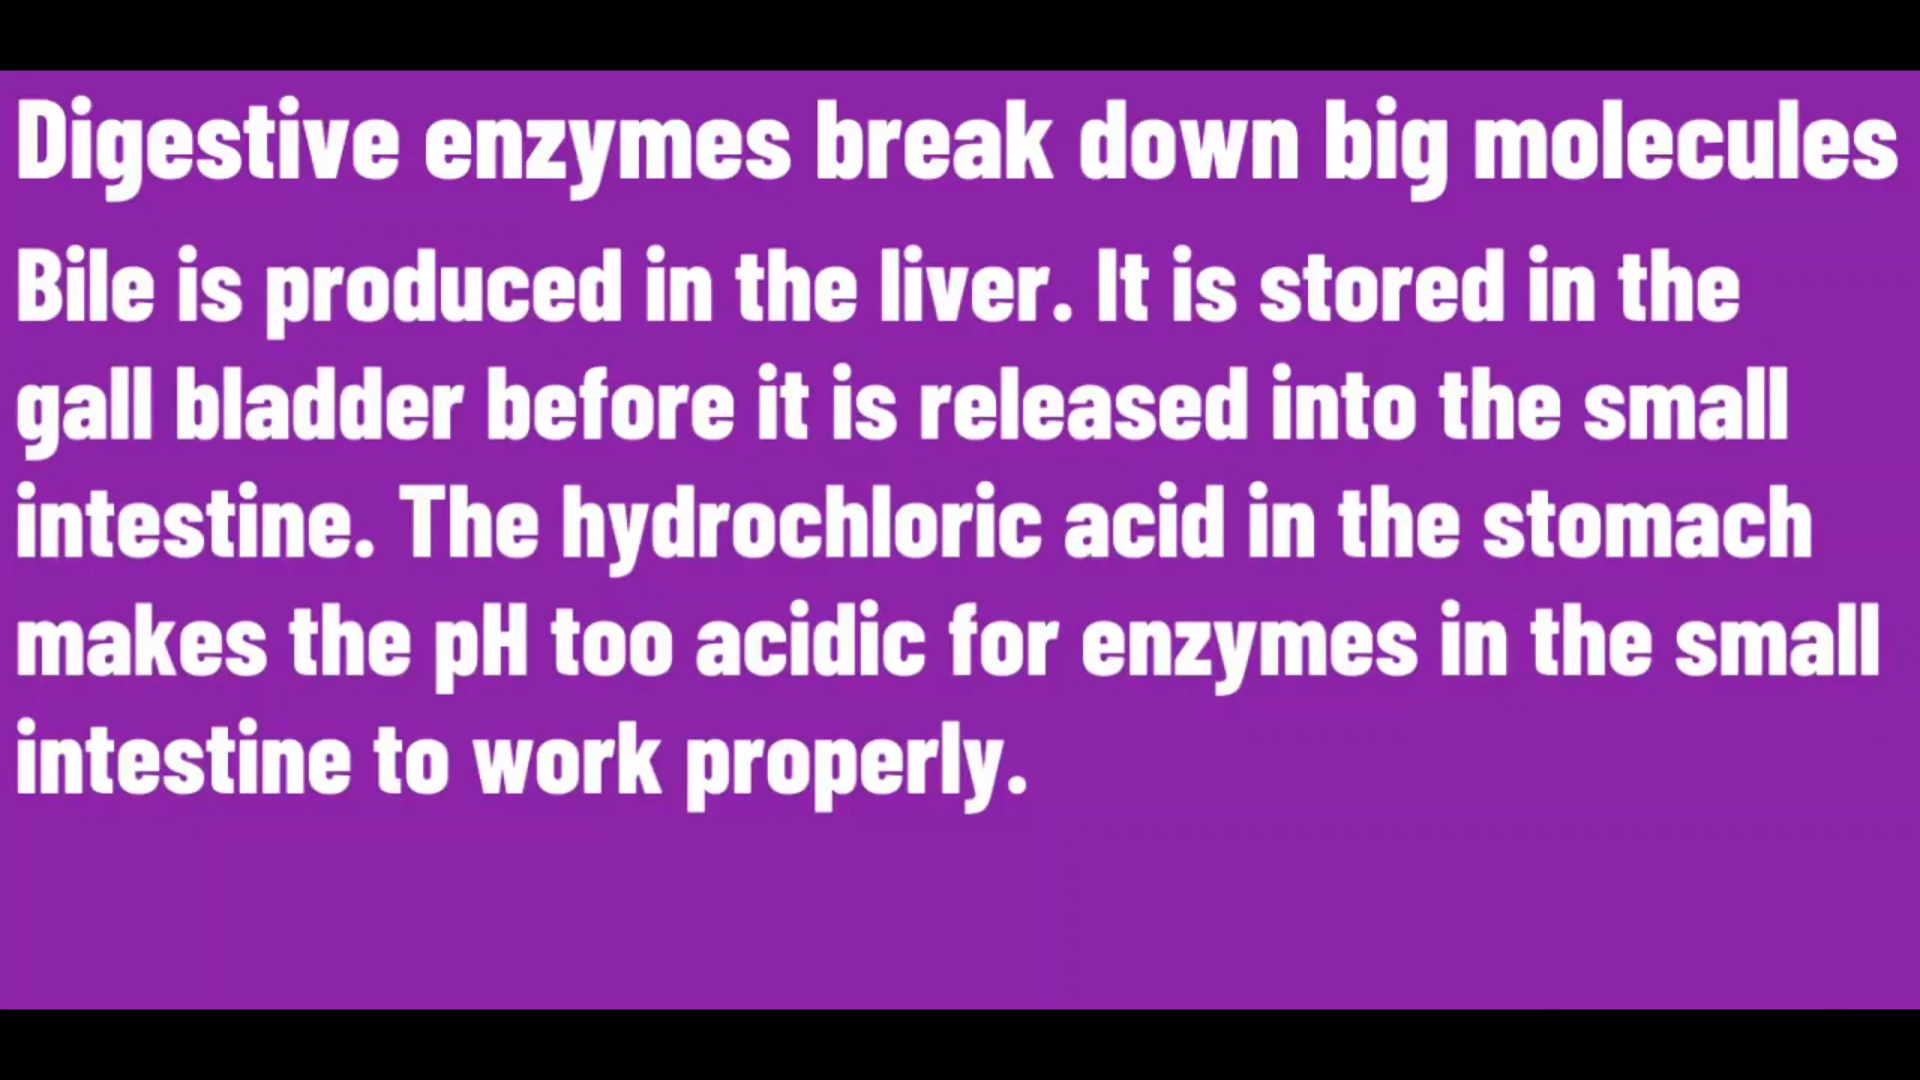 Digestive enzymes break down big molecules
Bile is produced in the liver. It is stored in the
gall bladder before it is released into the small
intestine. The hydrochloric acid in the stomach
makes the pH too acidic for enzymes in the small
intestine to work properly.